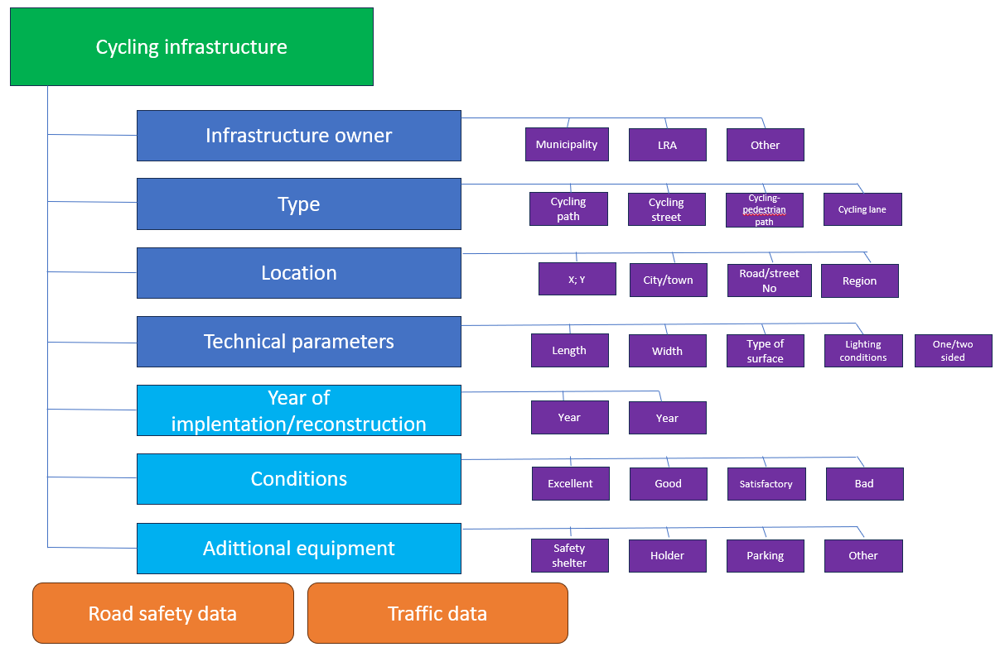 Cycling infrastructure
Infrastructure owner
Municipality
LRA
Other
Type
Cycling
path
Cycling
street
Cycling-
pedestrian
path
Cycling lane
Location
X; Y
City/town
Road/street
No
Region
Technical parameters
Length
Width
Type of
surface
Lighting
conditions
One/two
sided
Year of
implentation/reconstruction
Year
Year
Conditions
Excellent
Good
Satisfactory
Bad
Adittional equipment
Safety
shelter
Holder
Parking
Other
Road safety data
Traffic data